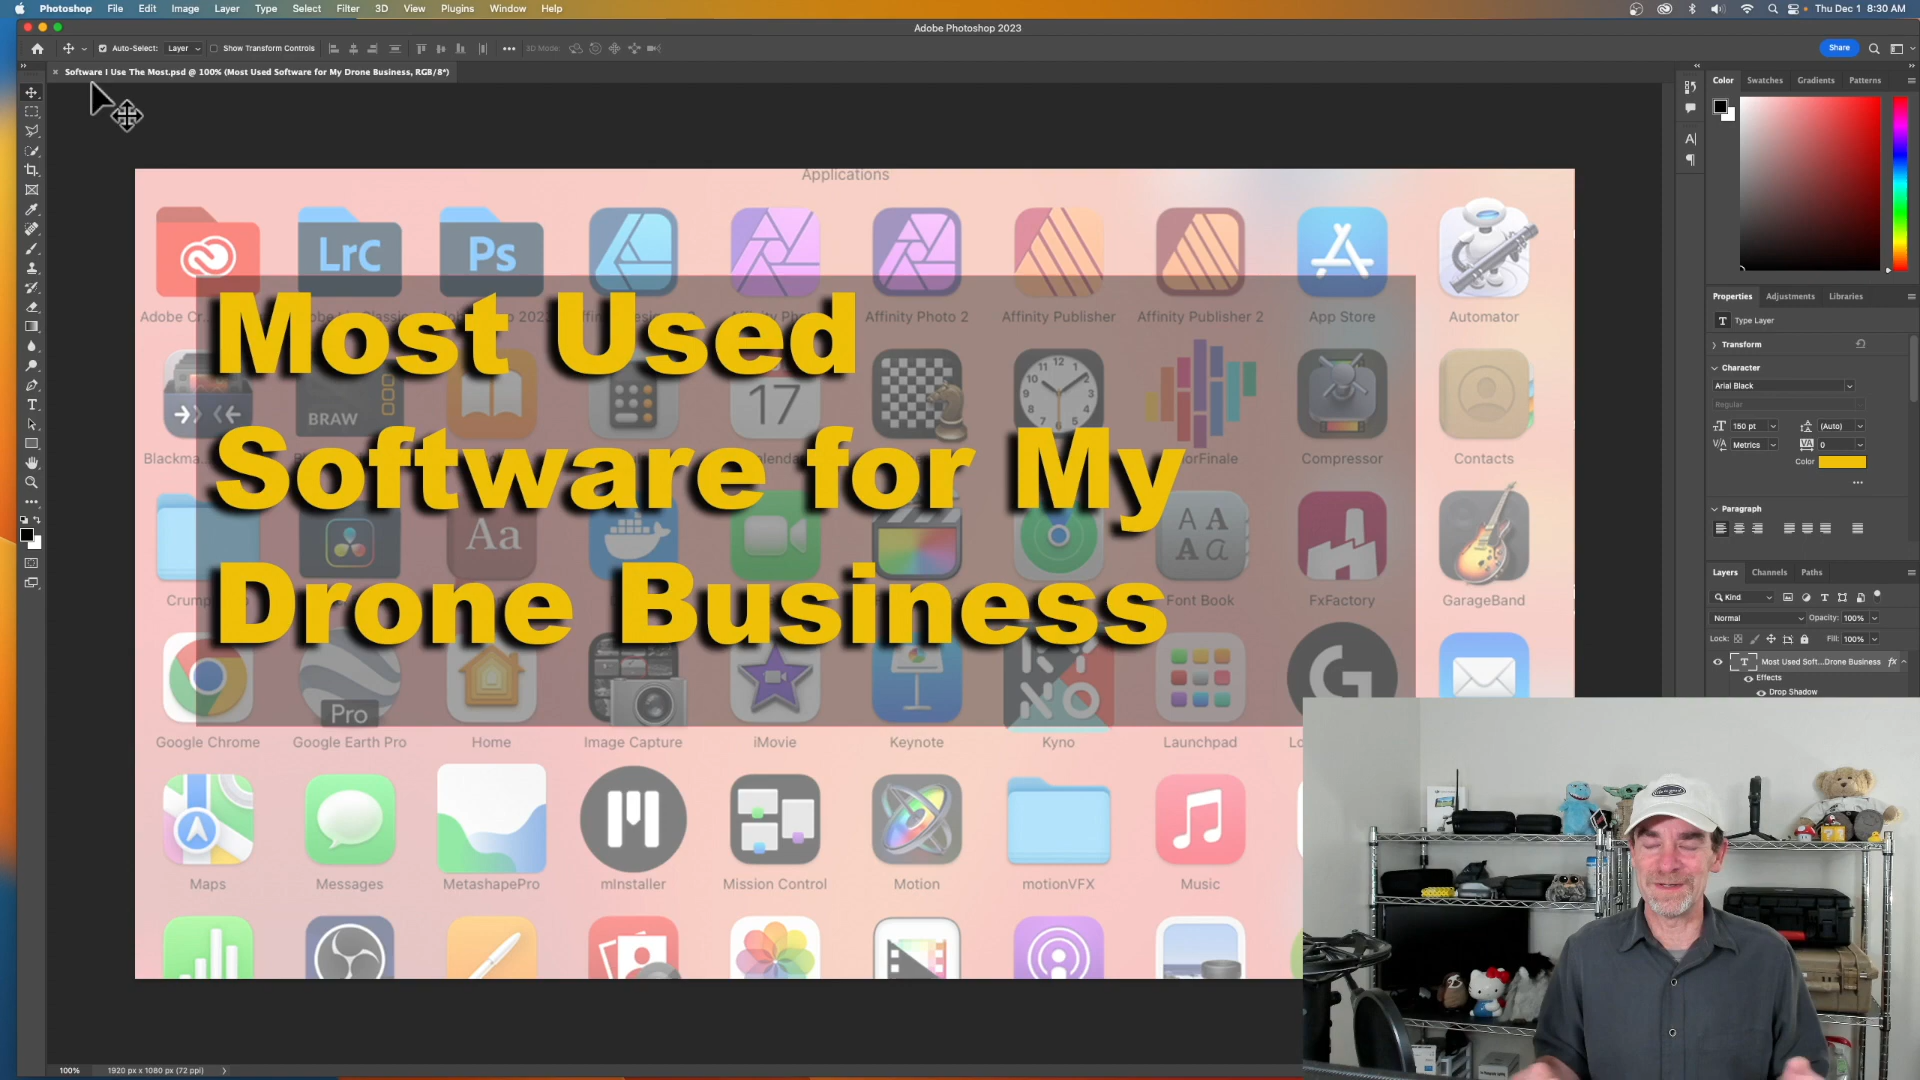 Photoshop File Edit Image Layer Type Select Filter 3D View Plugins Window Help Thu Dec 1 8:30 AM
Adobe Photoshop 2023
Auto-Select: Layer Show Transform Controls 3D Mode: Share
Software I Use The Most.psd @ 100% (Most Used Software for My Drone Business, RGB/8*)
Color Swatches Gradients Patterns
Applications
LrC Ps
Adobe Cr... Affinity Photo 2 Affinity Publisher Affinity Publisher 2 App Store Automator
Most Used
Software for My
Drone Business
BRAW 17 12
Blackma... Compressor Contacts
Aa
Font Book FxFactory GarageBand
Pro KYNO
Google Chrome Google Earth Pro Home Image Capture iMovie Keynote Kyno Launchpad
Maps Messages MetashapePro mInstaller Mission Control Motion motionVFX Music
Properties Adjustments Libraries
T Type Layer
Transform
Character
Arial Black
Regular
150 pt (Auto)
Metrics 0
Color
Paragraph
Layers Channels Paths
Kind
Normal Opacity: 100%
Lock: Fill: 100%
T Most Used Soft...Drone Business fx
Effects
Drop Shadow
100% 1920 px x 1080 px (72 ppi)